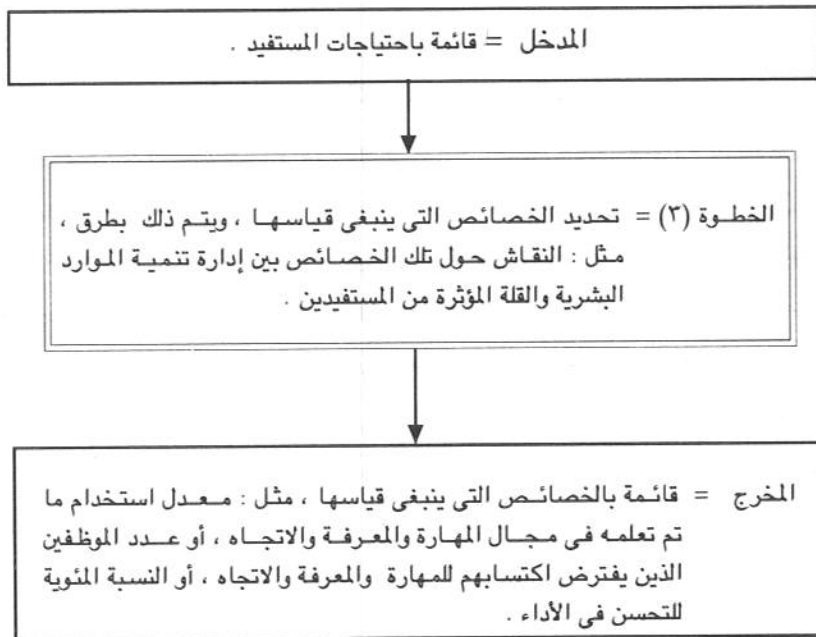 المدخل = قائمة باحتياجات المستفيد .
الخطوة (٣) = تحديد الخصائص التى ينبغى قياسها ، ويتم ذلك بطرق ،
مثل : النقاش حول تلك الخصائص بين إدارة تنمية الموارد
البشرية والقلة المؤثرة من المستفيدين .
المخرج = قائمة بالخصائص التى ينبغى قياسها ، مثل : معدل استخدام ما
تم تعلمه فى مجال المهارة والمعرفة والاتجاه ، أو عدد الموظفين
الذين يفترض اكتسابهم للمهارة والمعرفة والاتجاه ، أو النسبة المئوية
للتحسن فى الأداء .